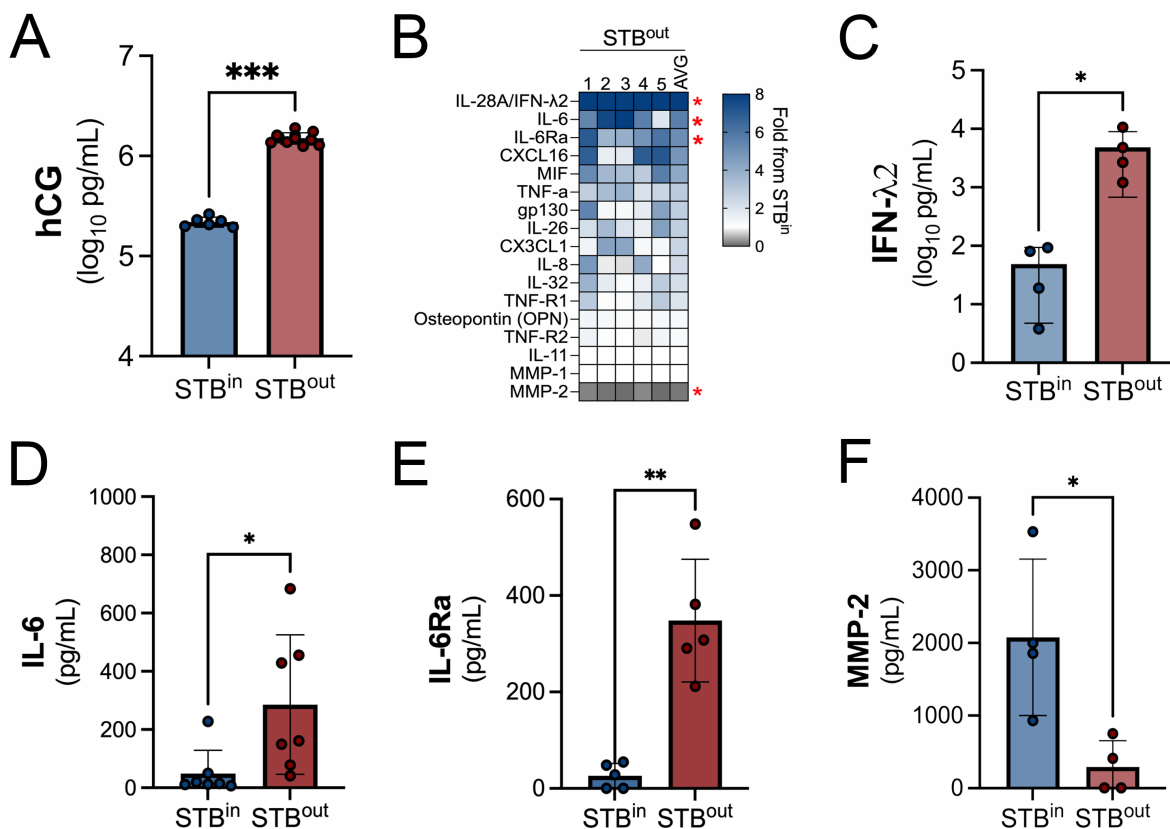 A
hCG
(log10 pg/mL)
7
6
5
4
***
STBin
STBout
B
STBout
1 2 3 4 5 AVG
IL-28A/IFN-λ2 *
IL-6 *
IL-6Ra *
CXCL16
MIF
TNF-a
gp130
IL-26
CX3CL1
IL-8
IL-32
TNF-R1
Osteopontin (OPN)
TNF-R2
IL-11
MMP-1
MMP-2 *
8
6
4
2
0
Fold from STBin
C
IFN-λ2
(log10 pg/mL)
5
4
3
2
1
0
*
STBin
STBout
D
IL-6
(pg/mL)
1000
800
600
400
200
0
*
STBin
STBout
E
IL-6Ra
(pg/mL)
600
400
200
0
**
STBin
STBout
F
MMP-2
(pg/mL)
4000
3000
2000
1000
0
*
STBin
STBout